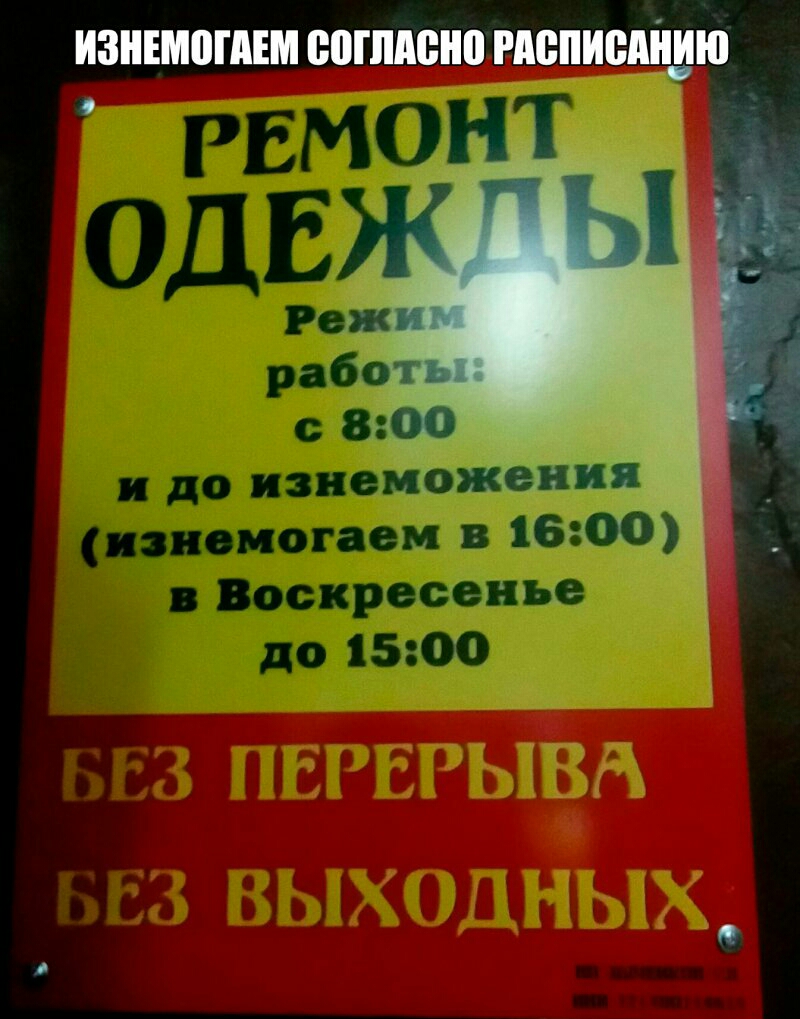 ИЗНЕМОГАЕМ СОГЛАСНО РАСПИСАНИЮ
РЕМОНТ
ОДЕЖДЫ
Режим
работы:
с 8:00
и до изнеможения
(изнемогаем в 16:00)
в Воскресенье
до 15:00
БЕЗ ПЕРЕРЫВА
БЕЗ ВЫХОДНЫХ